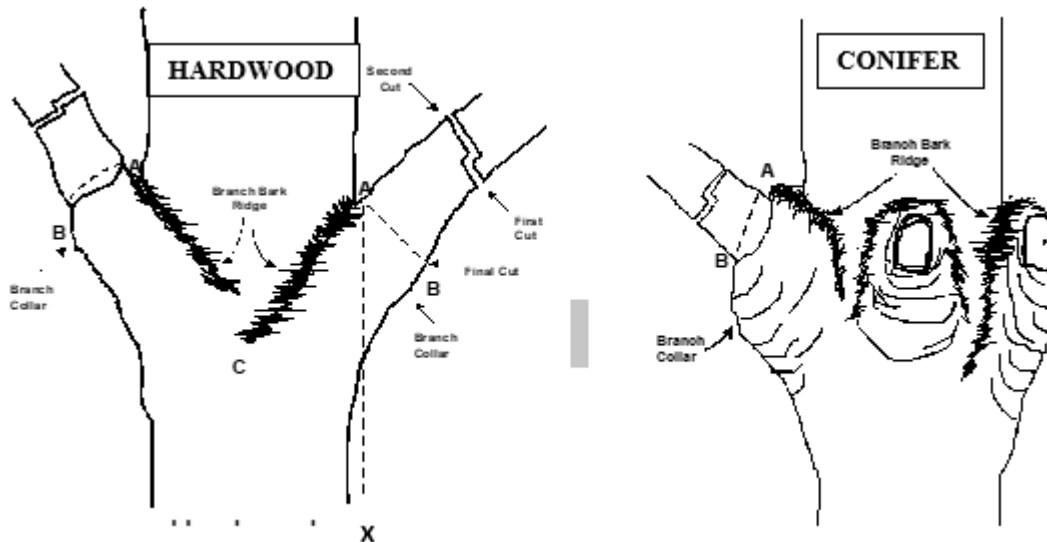 HARDWOOD
Second
Cut
A
A
Branch Bark
Ridge
First
Cut
B
Final Cut
B
Branch
Collar
Branch
Collar
C
X
CONIFER
Branch Bark
Ridge
A
B
Branch
Collar